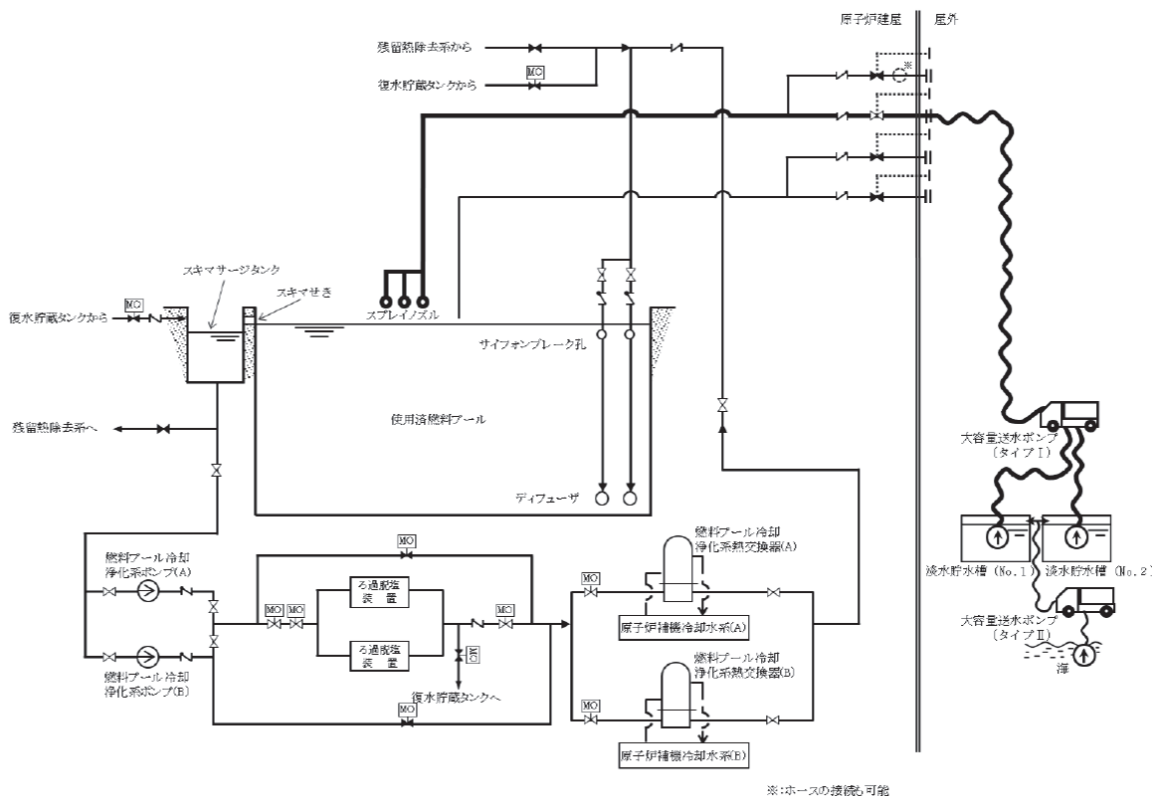 原子炉建屋
屋外
残留熱除去系から
※
MO
復水貯蔵タンクから
スキマサージタンク
スキマせき
MO
復水貯蔵タンクから
スプレイノズル
サイフォンブレーク孔
使用済燃料プール
残留熱除去系へ
大容量送水ポンプ
(タイプⅠ)
ディフューザ
燃料プール冷却
浄化系熱交換器(A)
MO
燃料プール冷却
浄化系ポンプ(A)
淡水貯水槽(No.1)
淡水貯水槽(No.2)
MO
ろ過脱塩
装 置
MO
MO
MO
原子炉補機冷却水系(A)
大容量送水ポンプ
(タイプⅡ)
ろ過脱塩
装 置
MO
燃料プール冷却
浄化系熱交換器(B)
海
燃料プール冷却
浄化系ポンプ(B)
復水貯蔵タンクへ
MO
MO
原子炉補機冷却水系(B)
※:ホースの接続も可能